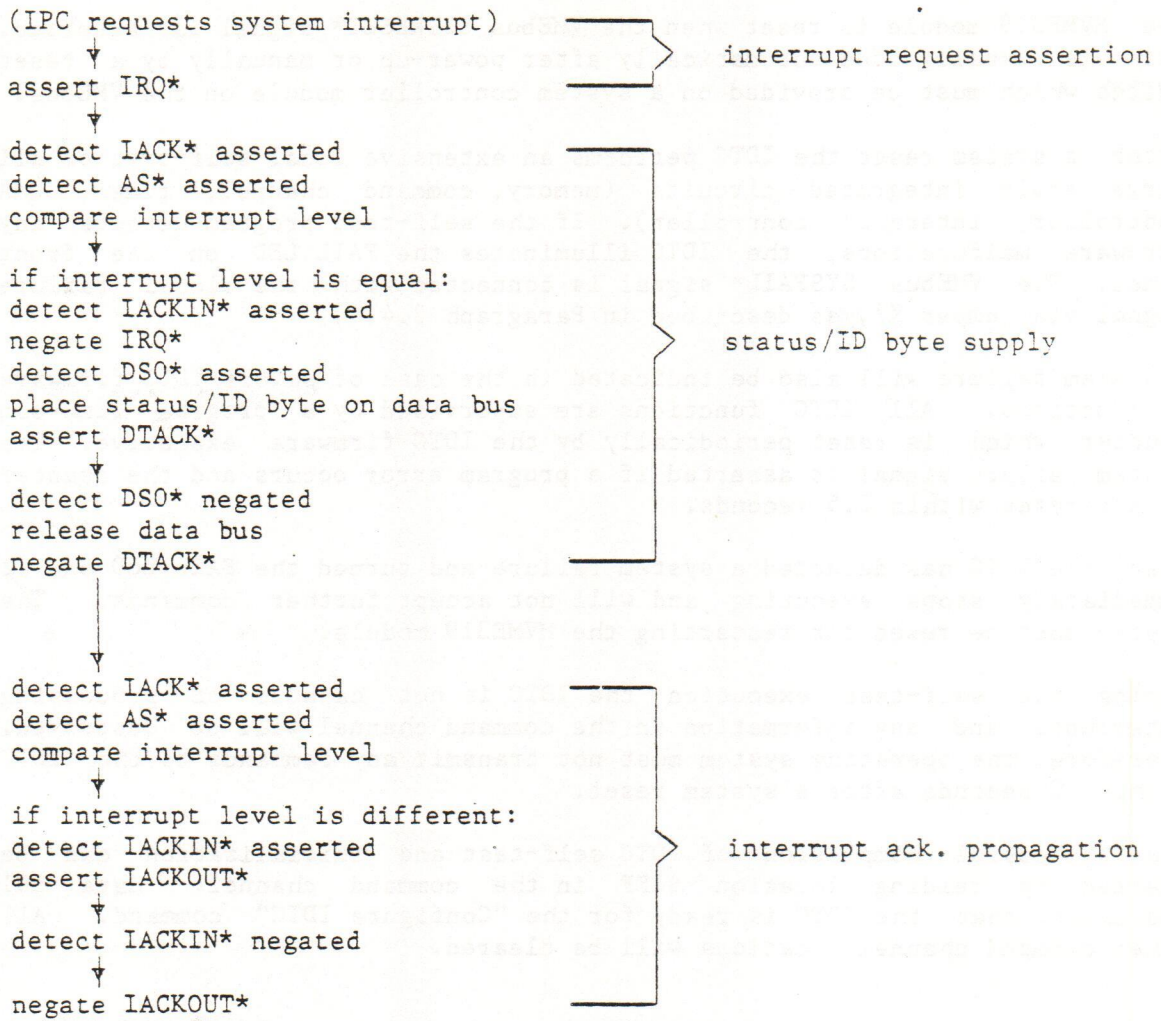 (IPC requests system interrupt)
interrupt request assertion
assert IRQ*
detect IACK* asserted
detect AS* asserted
compare interrupt level
if interrupt level is equal:
detect IACKIN* asserted
negate IRQ*
status/ID byte supply
detect DSO* asserted
place status/ID byte on data bus
assert DTACK*
detect DSO* negated
release data bus
negate DTACK*
detect IACK* asserted
detect AS* asserted
compare interrupt level
if interrupt level is different:
detect IACKIN* asserted
interrupt ack. propagation
assert IACKOUT*
detect IACKIN* negated
negate IACKOUT*